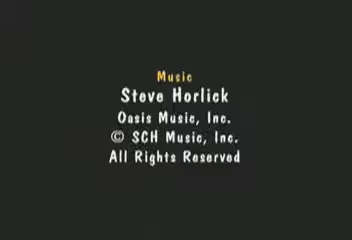 Music
Steve Horlick
Oasis Music, Inc.
© SCH Music, Inc.
All Rights Reserved